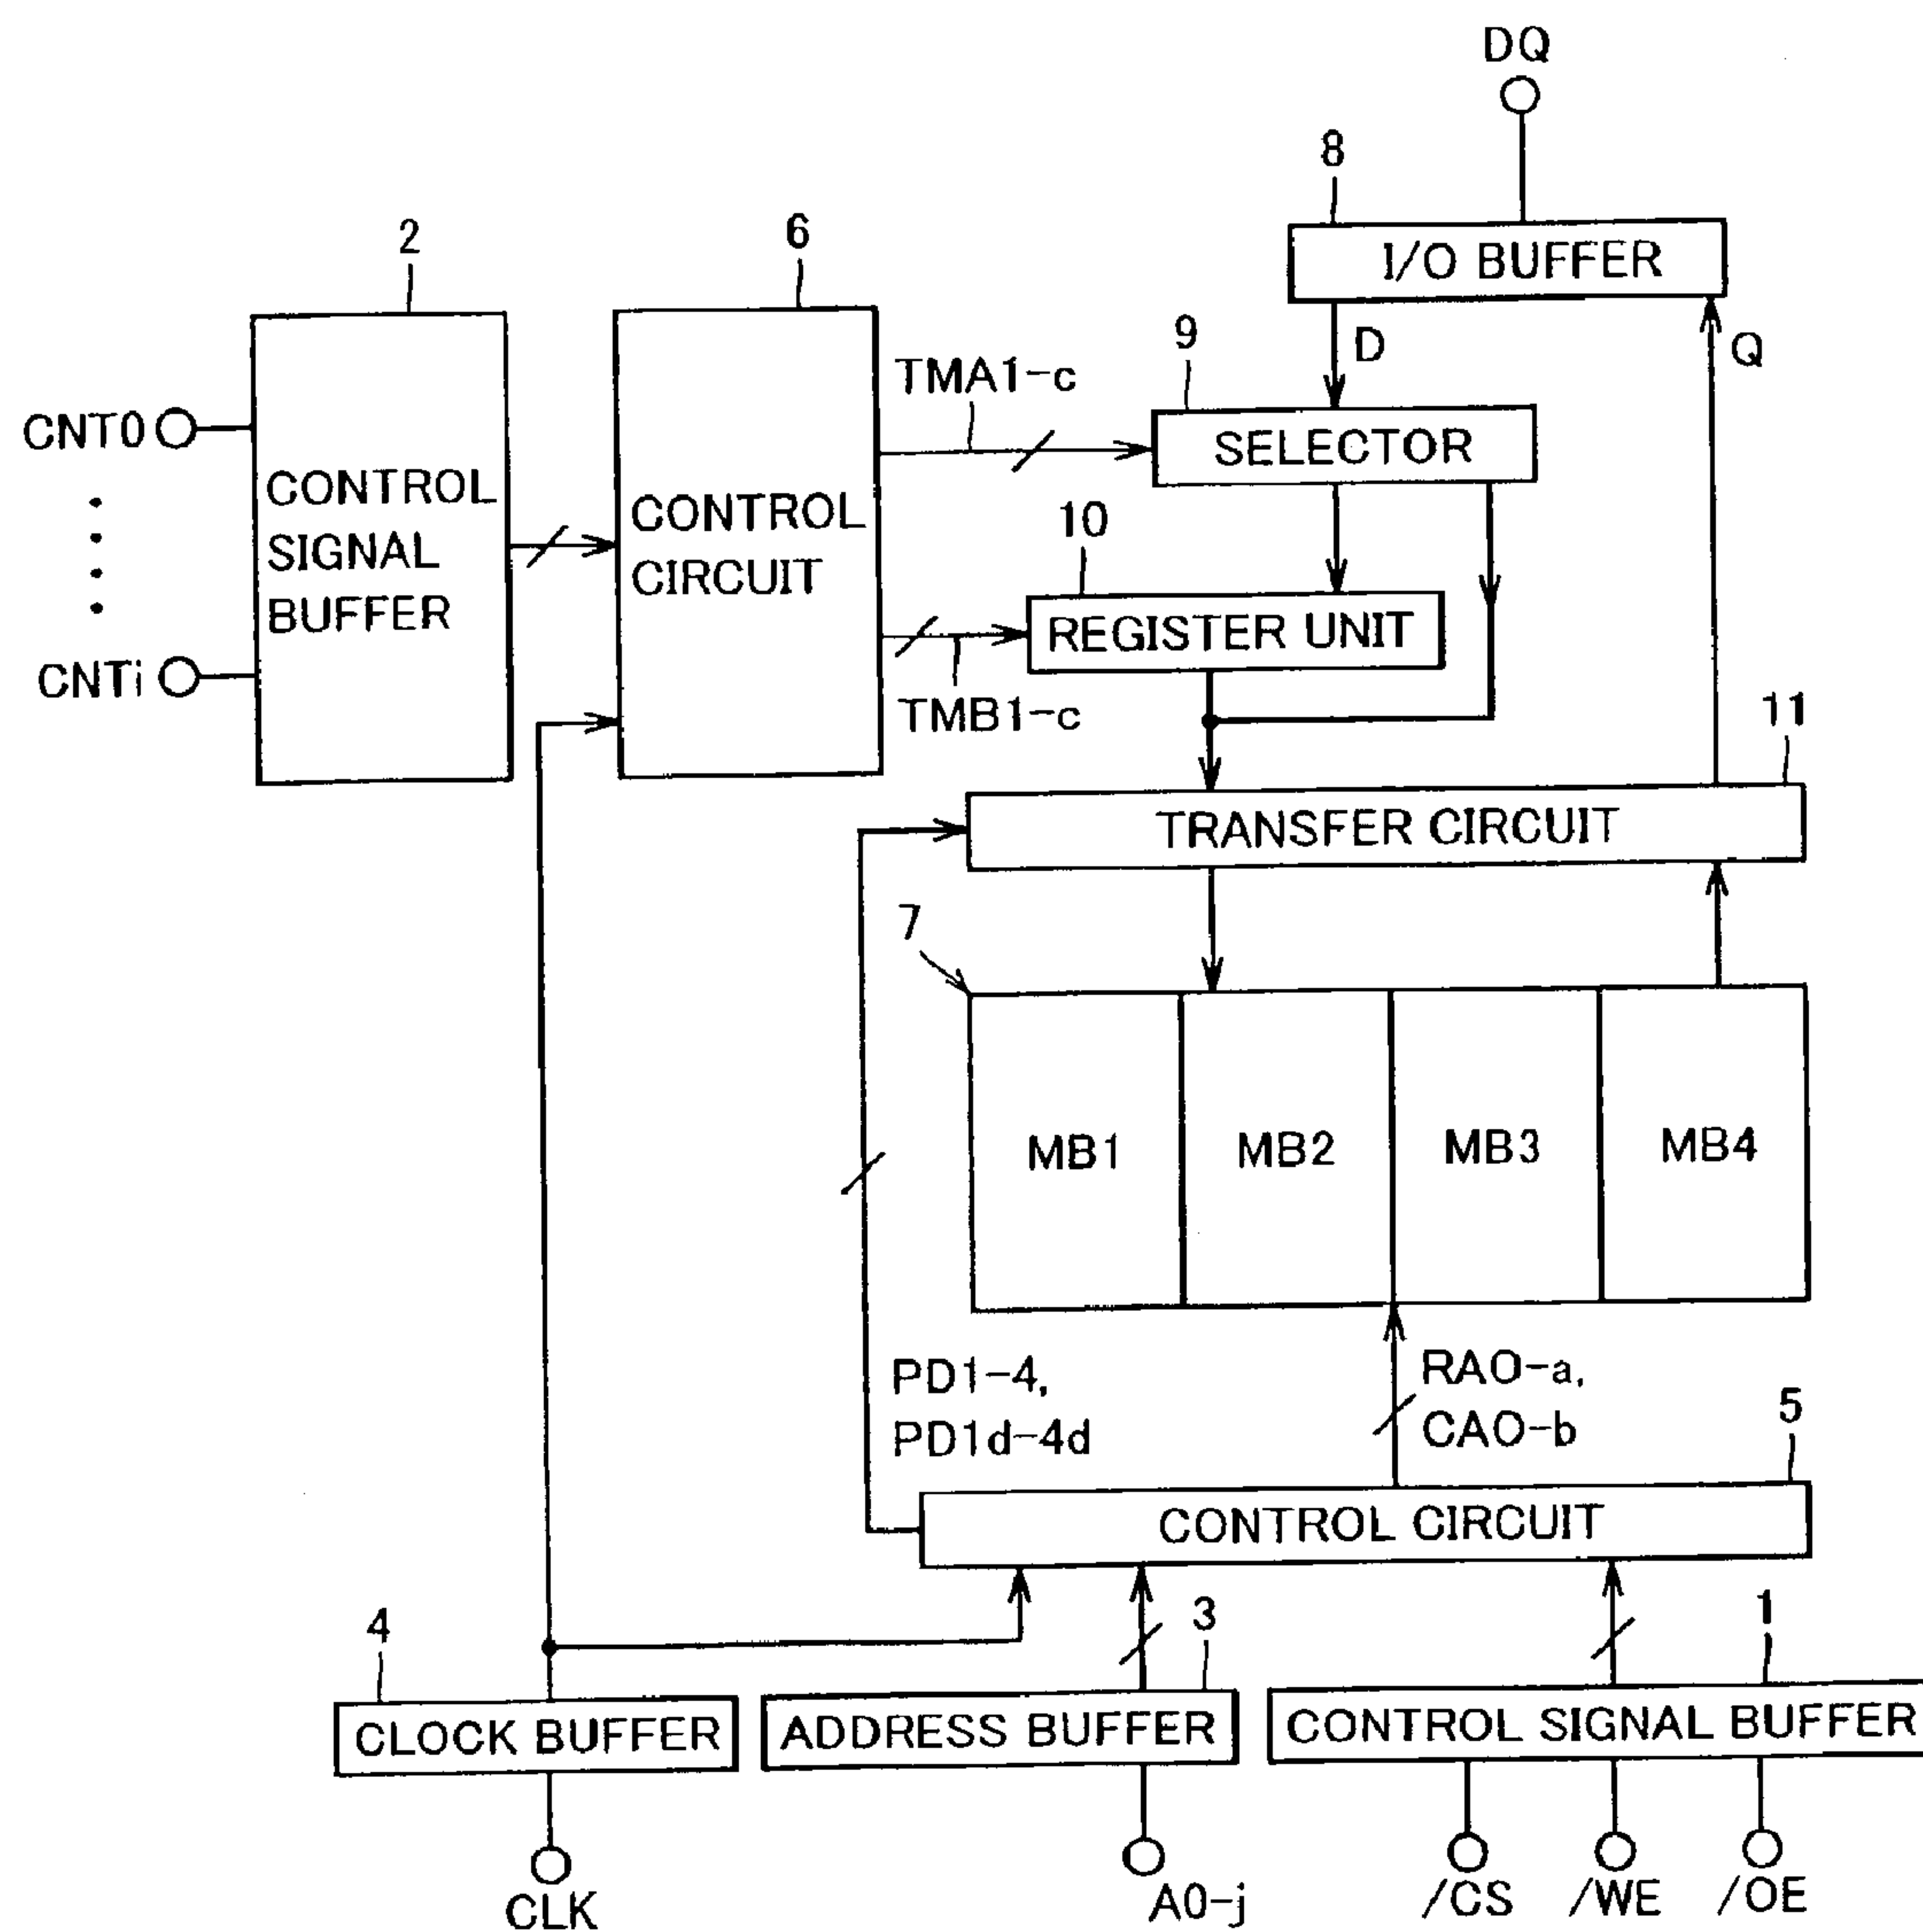 DQ
8
I/O BUFFER
2
6
D
Q
9
TMA1-c
SELECTOR
CNT0
CONTROL
SIGNAL
BUFFER
CONTROL
CIRCUIT
10
REGISTER UNIT
CNTi
TMB1-c
11
TRANSFER CIRCUIT
7
MB1
MB2
MB3
MB4
PD1-4,
PD1d-4d
RAO-a,
CAO-b
5
CONTROL CIRCUIT
4
3
1
CLOCK BUFFER
ADDRESS BUFFER
CONTROL SIGNAL BUFFER
CLK
A0-j
/CS
/WE
/OE